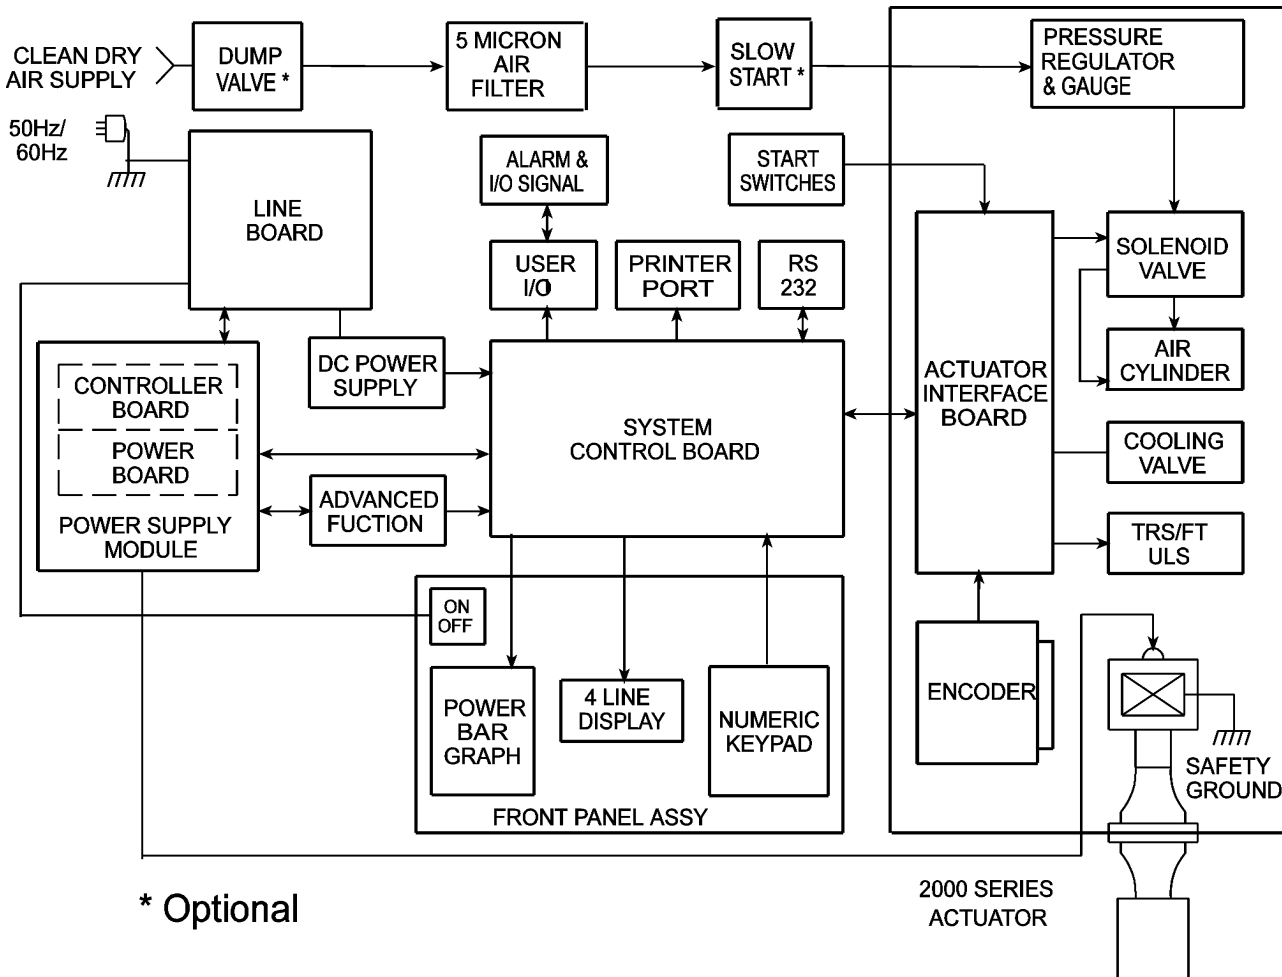 CLEAN DRY
AIR SUPPLY
DUMP
VALVE *
5 MICRON
AIR
FILTER
SLOW
START *
PRESSURE
REGULATOR
& GAUGE
50Hz/
60Hz
LINE
BOARD
ALARM &
I/O SIGNAL
START
SWITCHES
USER
I/O
PRINTER
PORT
RS
232
SOLENOID
VALVE
DC POWER
SUPPLY
AIR
CYLINDER
CONTROLLER
BOARD
POWER
BOARD
POWER SUPPLY
MODULE
SYSTEM
CONTROL BOARD
ACTUATOR
INTERFACE
BOARD
COOLING
VALVE
ADVANCED
FUCTION
TRS/FT
ULS
ON
OFF
POWER
BAR
GRAPH
4 LINE
DISPLAY
NUMERIC
KEYPAD
FRONT PANEL ASSY
ENCODER
SAFETY
GROUND
* Optional
2000 SERIES
ACTUATOR